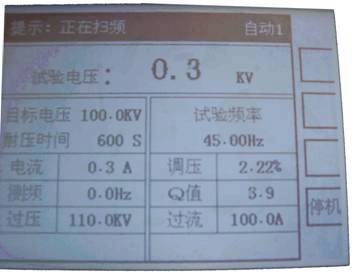 提示：正在扫频 自动1
试验电压： 0.3 KV
目标电压 100.0KV 试验频率
耐压时间 600 S 45.00Hz
电流 0.3 A 调压 2.22%
测频 0.0Hz Q值 3.9
过压 110.0KV 过流 100.0A
停机